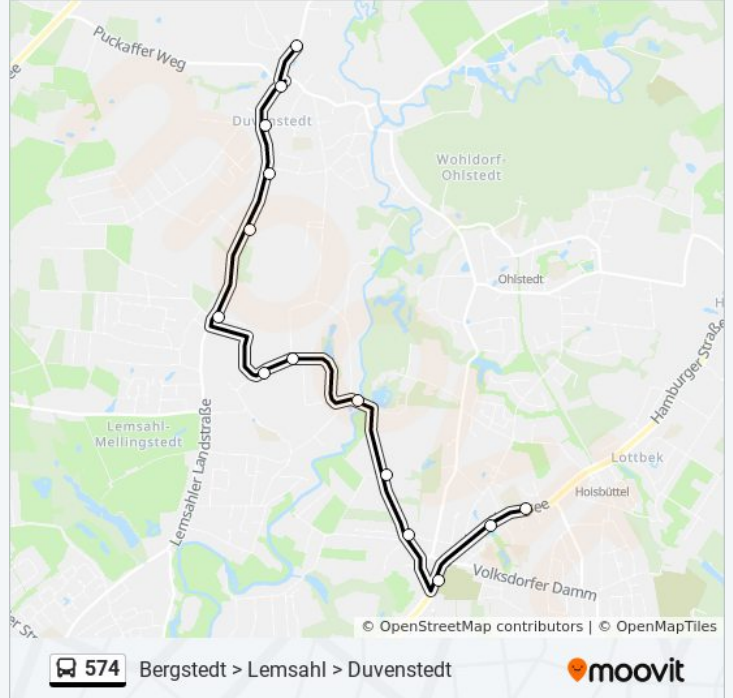 Puckaffer Weg
Duvenstedt
Wohldorf-
Ohlstedt
Ohlstedt
Hamburger Straße
Lemsahl-
Mellingstedt
Lemsahler Landstraße
Lottbek
Hoisbüttel
ee
Volksdorfer Damm
© OpenStreetMap contributors | © OpenMapTiles
574 Bergstedt > Lemsahl > Duvenstedt
moovit